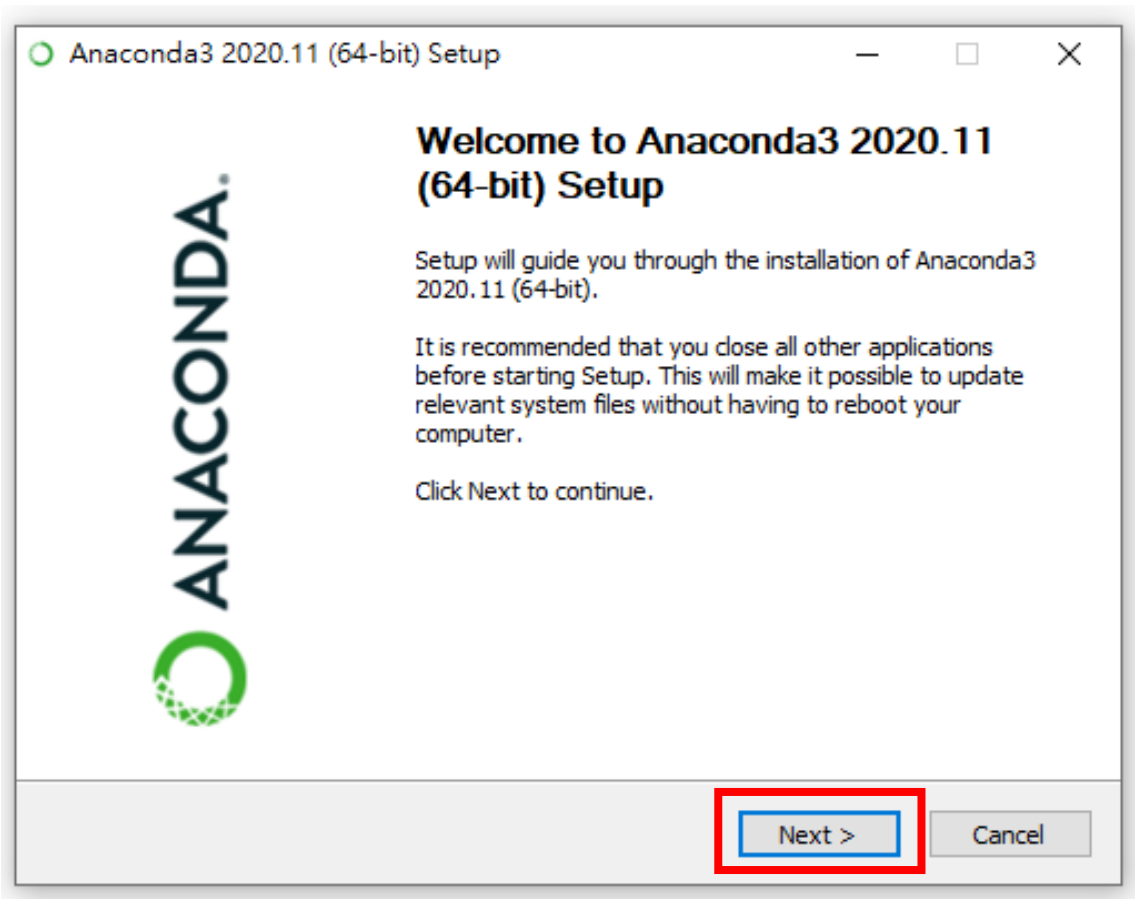 Anaconda3 2020.11 (64-bit) Setup
Welcome to Anaconda3 2020.11
(64-bit) Setup
ANACONDA.
Setup will guide you through the installation of Anaconda3
2020.11 (64-bit).
It is recommended that you close all other applications
before starting Setup. This will make it possible to update
relevant system files without having to reboot your
computer.
Click Next to continue.
Next >
Cancel